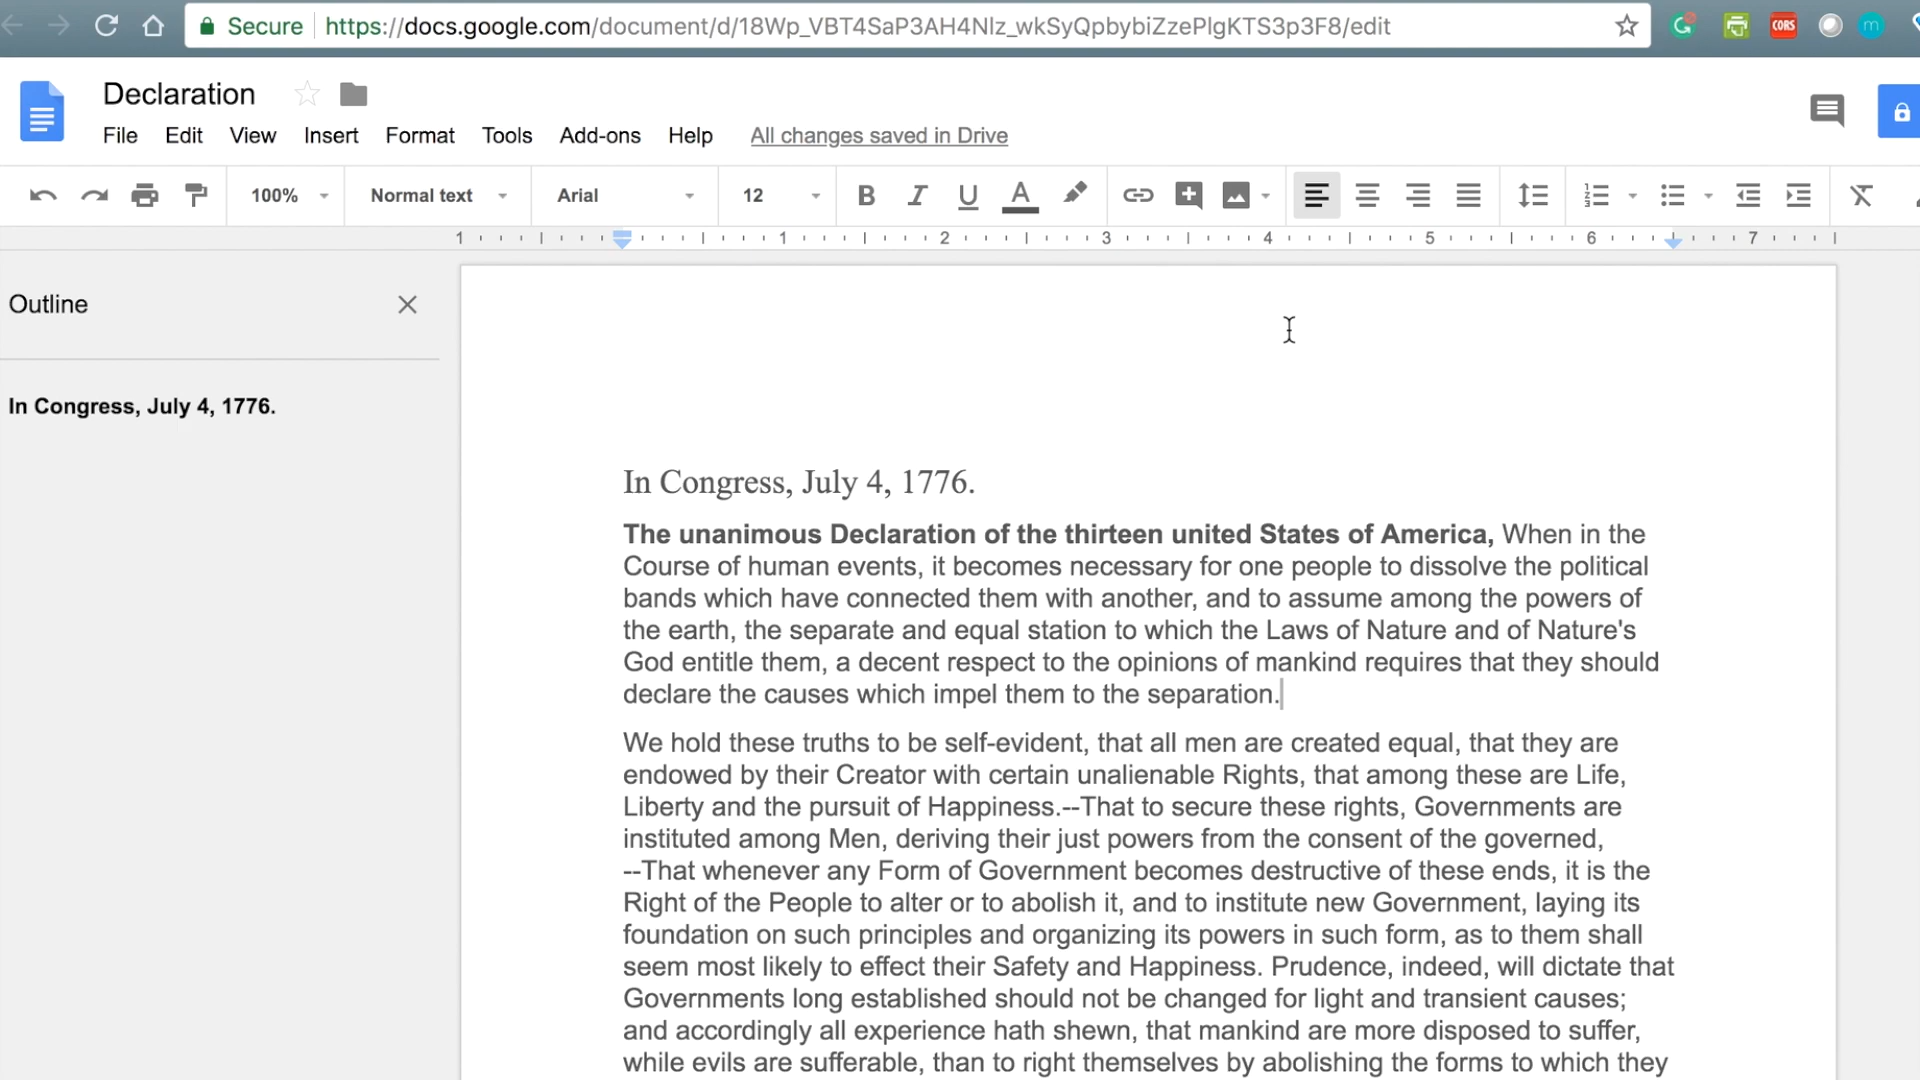 Secure https://docs.google.com/document/d/18Wp_VBT4SaP3AH4Nlz_wkSyQpbybiZzePlgKTS3p3F8/edit CORS m
Declaration
File Edit View Insert Format Tools Add-ons Help All changes saved in Drive
100% Normal text Arial 12 B I U A
1 1 2 3 4 5 6 7
Outline
In Congress, July 4, 1776.
In Congress, July 4, 1776.
The unanimous Declaration of the thirteen united States of America, When in the
Course of human events, it becomes necessary for one people to dissolve the political
bands which have connected them with another, and to assume among the powers of
the earth, the separate and equal station to which the Laws of Nature and of Nature's
God entitle them, a decent respect to the opinions of mankind requires that they should
declare the causes which impel them to the separation.
We hold these truths to be self-evident, that all men are created equal, that they are
endowed by their Creator with certain unalienable Rights, that among these are Life,
Liberty and the pursuit of Happiness.--That to secure these rights, Governments are
instituted among Men, deriving their just powers from the consent of the governed,
--That whenever any Form of Government becomes destructive of these ends, it is the
Right of the People to alter or to abolish it, and to institute new Government, laying its
foundation on such principles and organizing its powers in such form, as to them shall
seem most likely to effect their Safety and Happiness. Prudence, indeed, will dictate that
Governments long established should not be changed for light and transient causes;
and accordingly all experience hath shewn, that mankind are more disposed to suffer,
while evils are sufferable, than to right themselves by abolishing the forms to which they